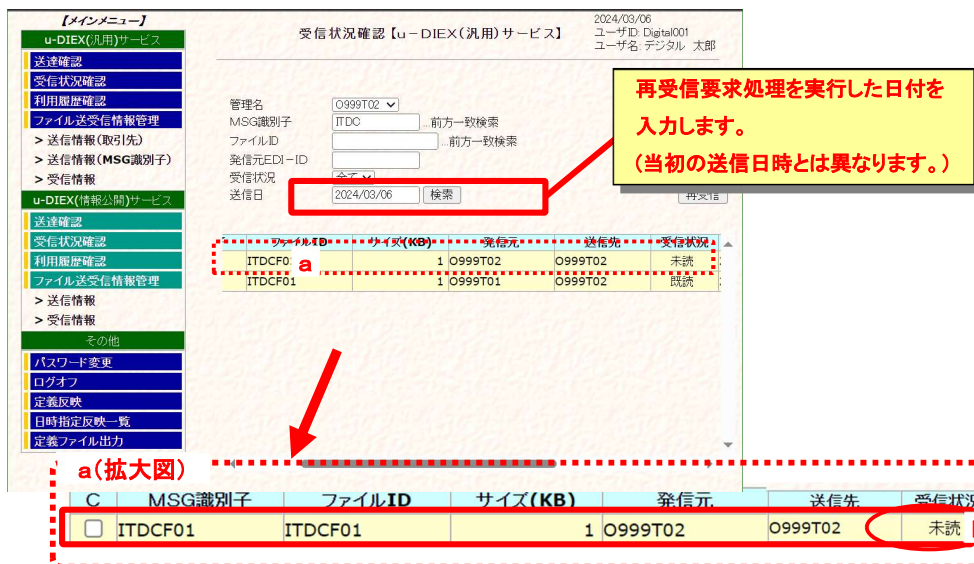 【メインメニュー】
u-DIEX(汎用)サービス
送達確認
受信状況確認
利用履歴確認
ファイル送受信情報管理
> 送信情報(取引先)
> 送信情報(MSG識別子)
> 受信情報
u-DIEX(情報公開)サービス
送達確認
受信状況確認
利用履歴確認
ファイル送受信情報管理
> 送信情報
> 受信情報
その他
パスワード変更
ログオフ
定義反映
日時指定反映一覧
定義ファイル出力
受信状況確認【u-DIEX(汎用)サービス】
2024/03/06
ユーザID: Digital001
ユーザ名: デジタル 太郎
管理名 O999T02
MSG識別子 ITDC ...前方一致検索
ファイルID ...前方一致検索
発信元EDI-ID
受信状況 全て
送信日 2024/03/06 検索
再受信
再受信要求処理を実行した日付を
入力します。
(当初の送信日時とは異なります。)
ファイルID サイズ(KB) 発信元 送信先 受信状況
ITDCF0 1 O999T02 O999T02 未読
a
ITDCF01 1 O999T01 O999T02 既読
a(拡大図)
C MSG識別子 ファイルID サイズ(KB) 発信元 送信先 受信状況
ITDCF01 ITDCF01 1 O999T02 O999T02 未読